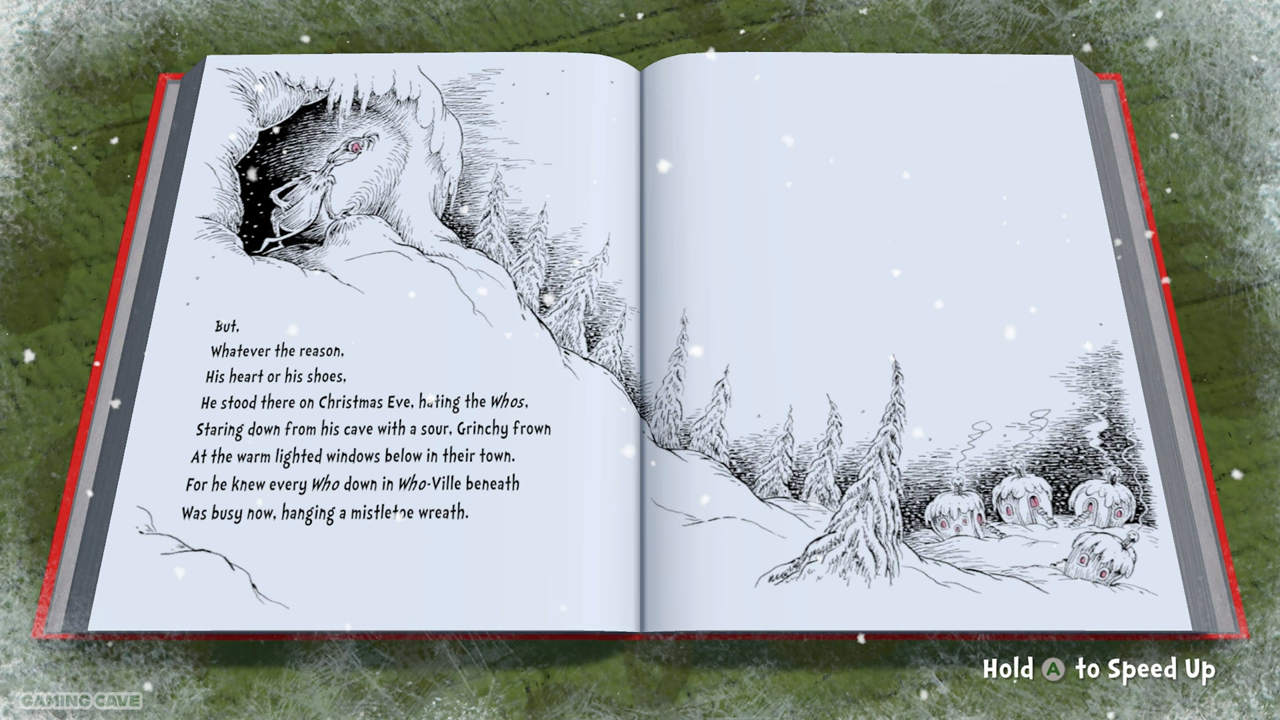 But,
Whatever the reason,
His heart or his shoes,
He stood there on Christmas Eve, hating the Whos,
Staring down from his cave with a sour, Grinchy frown
At the warm lighted windows below in their town.
For he knew every Who down in Who-Ville beneath
Was busy now, hanging a mistletoe wreath.
Hold A to Speed Up
GAMING CAVE